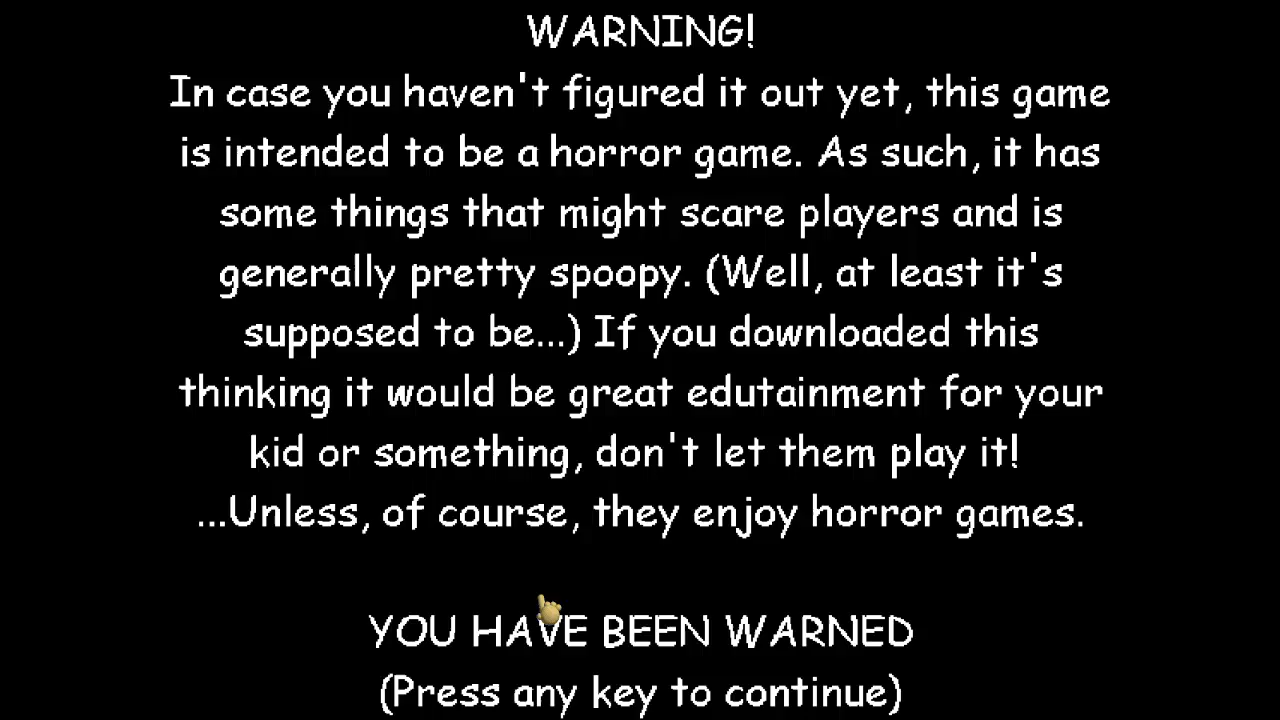 WARNING!
In case you haven't figured it out yet, this game
is intended to be a horror game. As such, it has
some things that might scare players and is
generally pretty spoopy. (Well, at least it's
supposed to be...) If you downloaded this
thinking it would be great edutainment for your
kid or something, don't let them play it!
...Unless, of course, they enjoy horror games.
YOU HAVE BEEN WARNED
(Press any key to continue)